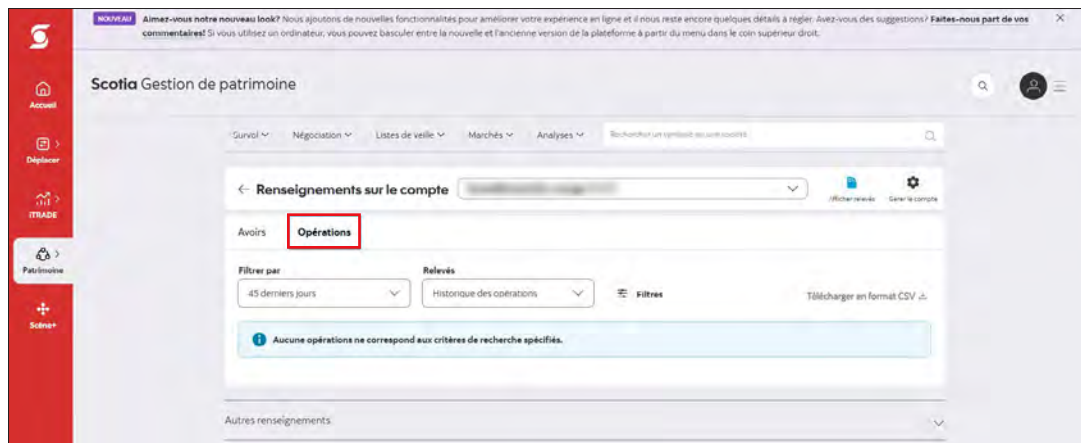 NOUVEAU Aimez-vous notre nouveau look? Nous ajoutons de nouvelles fonctionnalités pour améliorer votre expérience en ligne et il nous reste encore quelques détails à régler. Avez-vous des suggestions? Faites-nous part de vos
commentaires! Si vous utilisez un ordinateur, vous pouvez basculer entre la nouvelle et l'ancienne version de la plateforme à partir du menu dans le coin supérieur droit.
Scotia Gestion de patrimoine
Accueil
Déplacer
iTRADE
Patrimoine
Scène+
Survol
Négociation
Listes de veille
Marchés
Analyses
Rechercher un symbole ou une société
Renseignements sur le compte
Afficher relevés
Gérer le compte
Avoirs
Opérations
Filtrer par
Relevés
45 derniers jours
Historique des opérations
Filtres
Télécharger en format CSV
Aucune opérations ne correspond aux critères de recherche spécifiés.
Autres renseignements